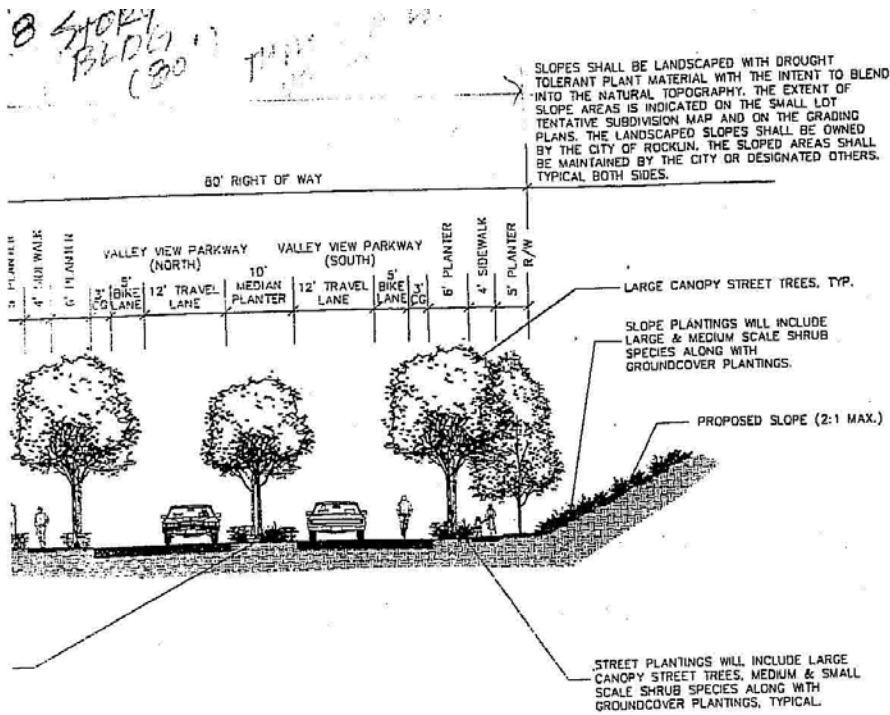 8 STORY
BLDG
(80')
SLOPES SHALL BE LANDSCAPED WITH DROUGHT
TOLERANT PLANT MATERIAL WITH THE INTENT TO BLEND
INTO THE NATURAL TOPOGRAPHY. THE EXTENT OF
SLOPE AREAS IS INDICATED ON THE SMALL LOT
TENTATIVE SUBDIVISION MAP AND ON THE GRADING
PLANS. THE LANDSCAPED SLOPES SHALL BE OWNED
BY THE CITY OF ROCKLIN. THE SLOPED AREAS SHALL
BE MAINTAINED BY THE CITY OR DESIGNATED OTHERS.
TYPICAL BOTH SIDES.
80' RIGHT OF WAY
PLANTER
4' SIDEWALK
6' PLANTER
3' CG
BIKE
LANE
VALLEY VIEW PARKWAY
(NORTH)
12' TRAVEL
LANE
10'
MEDIAN
PLANTER
VALLEY VIEW PARKWAY
(SOUTH)
12' TRAVEL
LANE
5'
BIKE
LANE
3'
CG
6' PLANTER
4' SIDEWALK
5' PLANTER
R/W
LARGE CANOPY STREET TREES, TYP.
SLOPE PLANTINGS WILL INCLUDE
LARGE & MEDIUM SCALE SHRUB
SPECIES ALONG WITH
GROUNDCOVER PLANTINGS.
PROPOSED SLOPE (2:1 MAX.)
STREET PLANTINGS WILL INCLUDE LARGE
CANOPY STREET TREES, MEDIUM & SMALL
SCALE SHRUB SPECIES ALONG WITH
GROUNDCOVER PLANTINGS, TYPICAL.